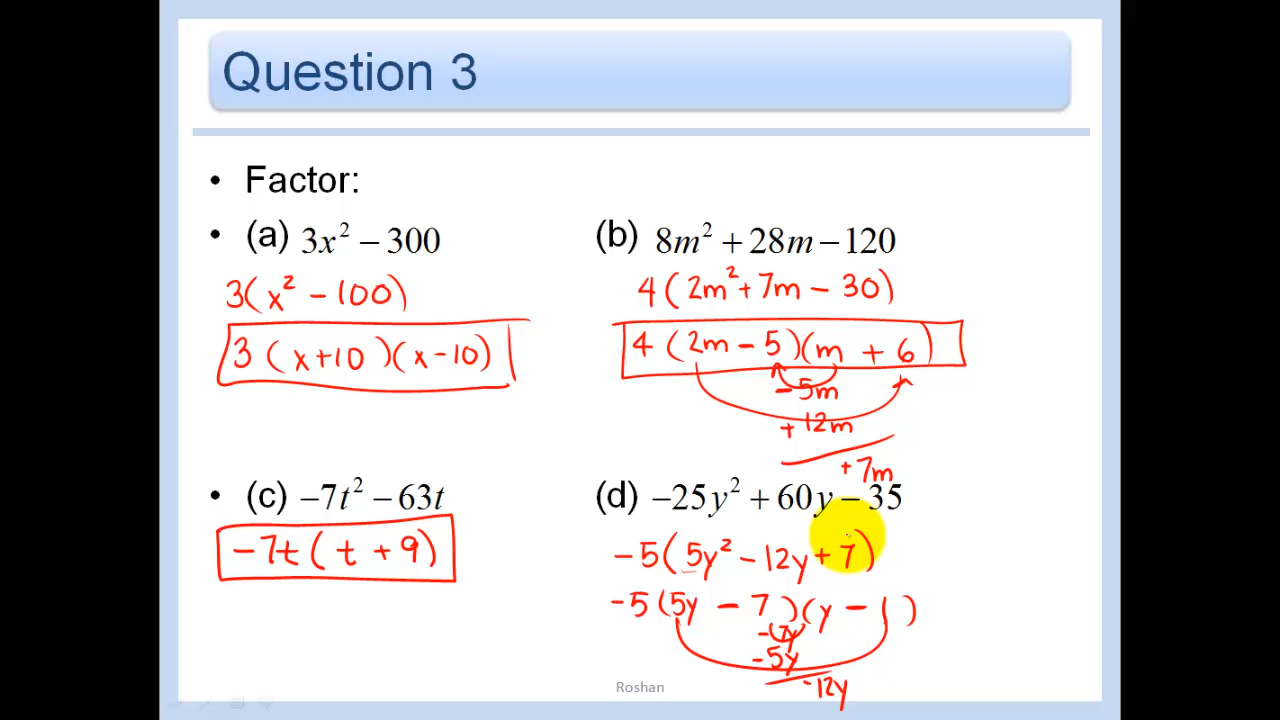 Question 3
• Factor:
• (a) 3x² − 300
3(x² − 100)
3 (x+10)(x−10)
(b) 8m² + 28m − 120
4(2m² + 7m − 30)
4 (2m − 5)(m + 6)
−5m
+12m
+7m
• (c) −7t² − 63t
−7t(t + 9)
(d) −25y² + 60y − 35
−5(5y² − 12y + 7)
−5(5y − 7)(y − 1)
−7y
−5y
−12y
Roshan